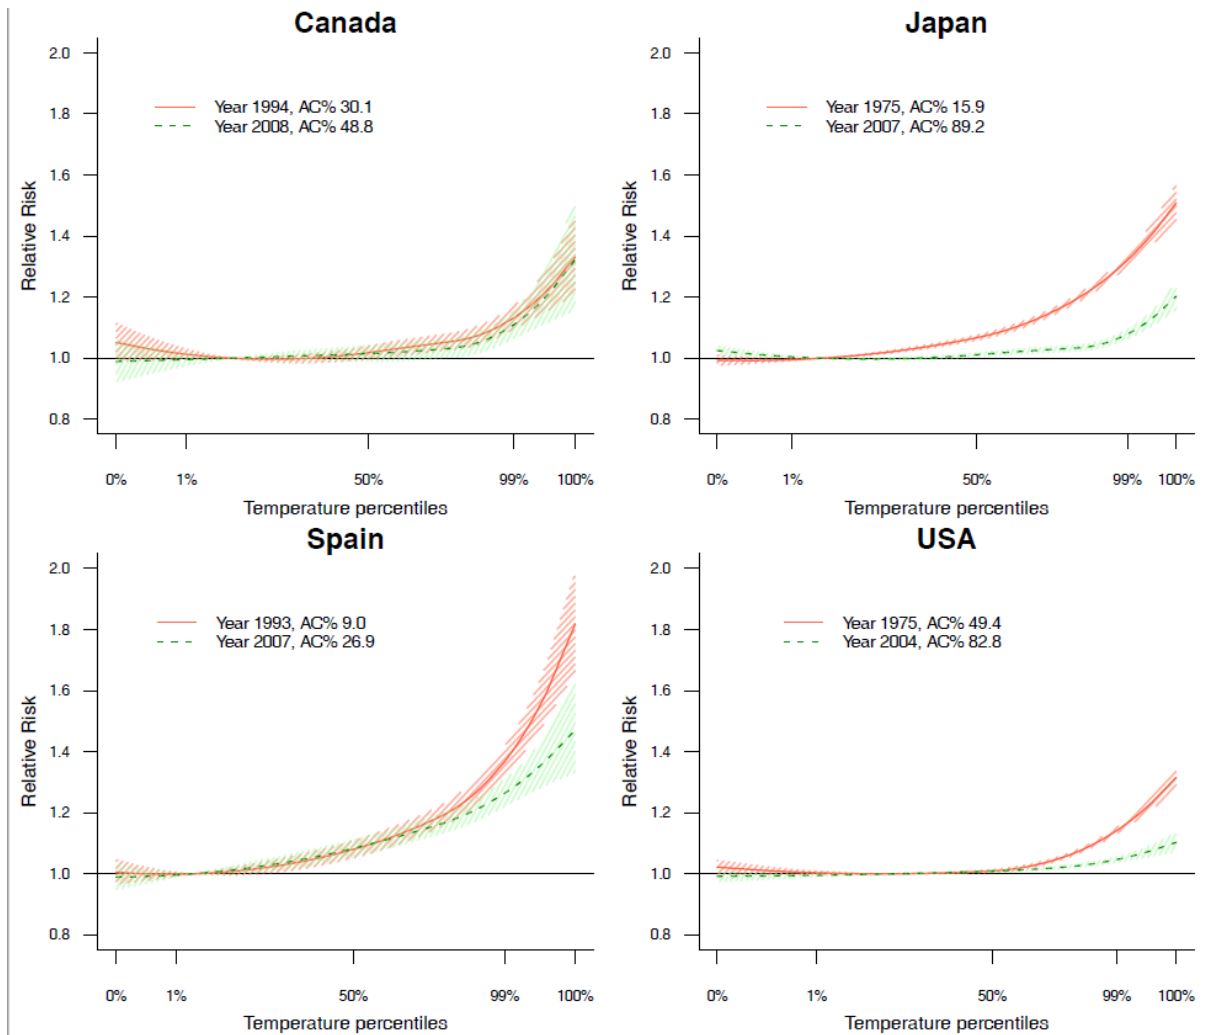 Canada
2.0
1.8
1.6
1.4
1.2
1.0
0.8
Relative Risk
Year 1994, AC% 30.1
Year 2008, AC% 48.8
0% 1% 50% 99% 100%
Temperature percentiles
Japan
2.0
1.8
1.6
1.4
1.2
1.0
0.8
Relative Risk
Year 1975, AC% 15.9
Year 2007, AC% 89.2
0% 1% 50% 99% 100%
Temperature percentiles
Spain
2.0
1.8
1.6
1.4
1.2
1.0
0.8
Relative Risk
Year 1993, AC% 9.0
Year 2007, AC% 26.9
0% 1% 50% 99% 100%
Temperature percentiles
USA
2.0
1.8
1.6
1.4
1.2
1.0
0.8
Relative Risk
Year 1975, AC% 49.4
Year 2004, AC% 82.8
0% 1% 50% 99% 100%
Temperature percentiles